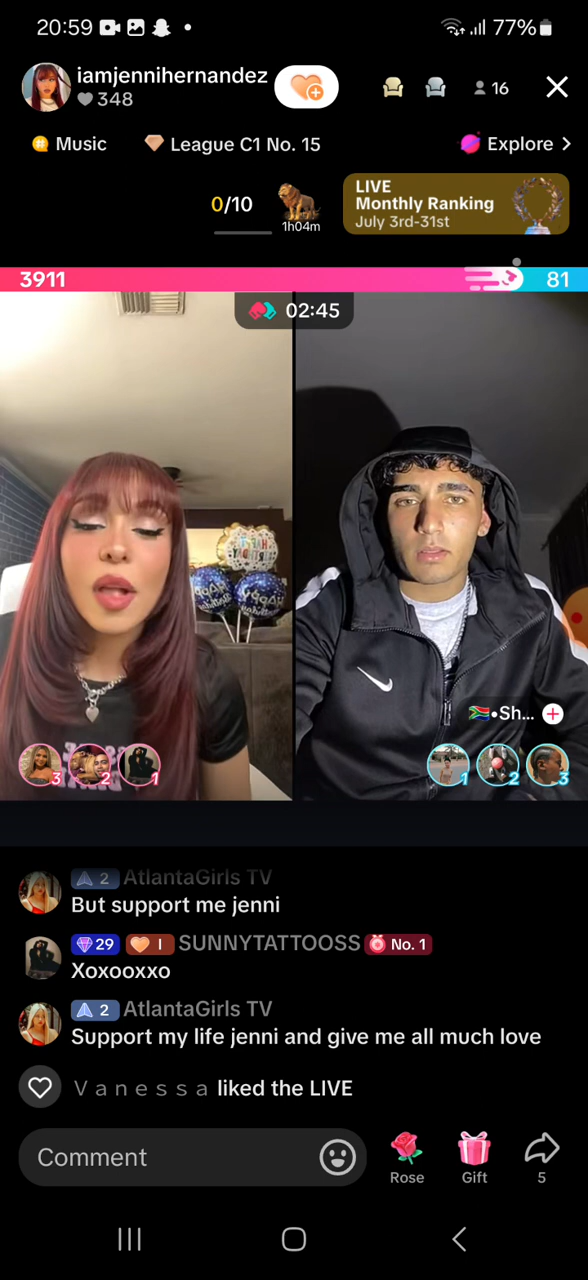 20:59
77%
iamjennihernandez
348
16
Music
League C1 No. 15
Explore
0/10
1h04m
LIVE
Monthly Ranking
July 3rd-31st
3911
81
02:45
•Sh...
3
2
1
1
2
3
2 AtlantaGirls TV
But support me jenni
29 I SUNNYTATTOOSS No. 1
Xoxooxxo
2 AtlantaGirls TV
Support my life jenni and give me all much love
V a n e s s a liked the LIVE
Comment
Rose
Gift
5